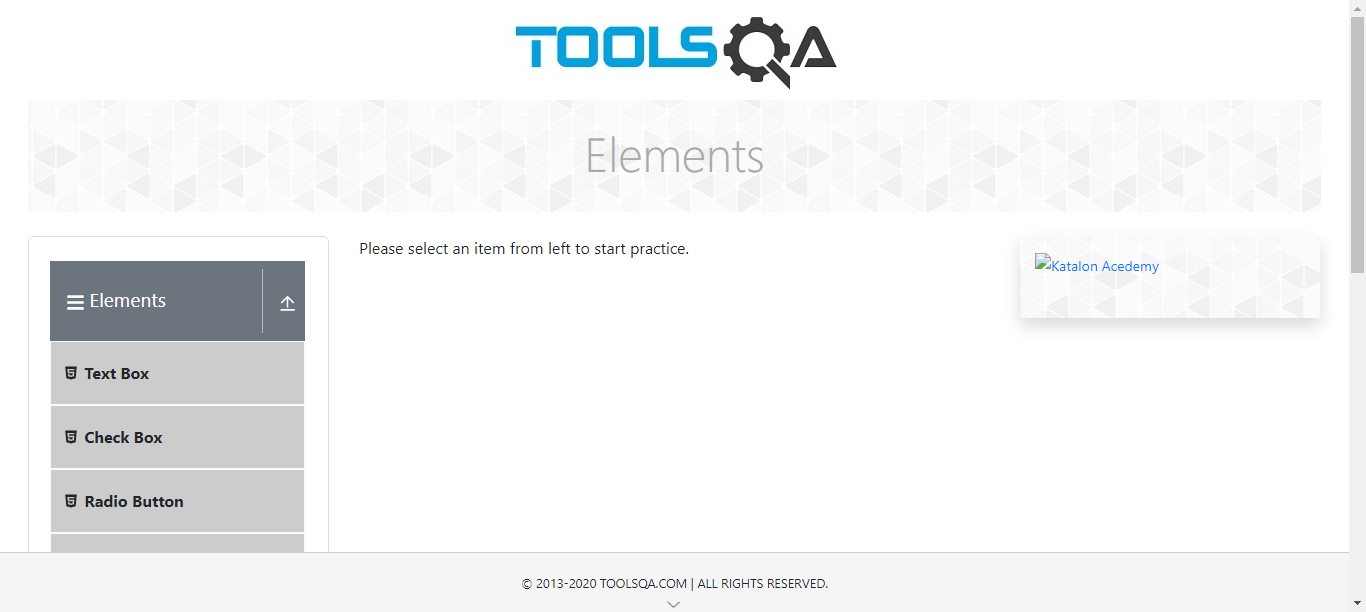 TOOLSQA
Elements
Elements
Text Box
Check Box
Radio Button
Please select an item from left to start practice.
Katalon Acedemy
© 2013-2020 TOOLSQA.COM | ALL RIGHTS RESERVED.